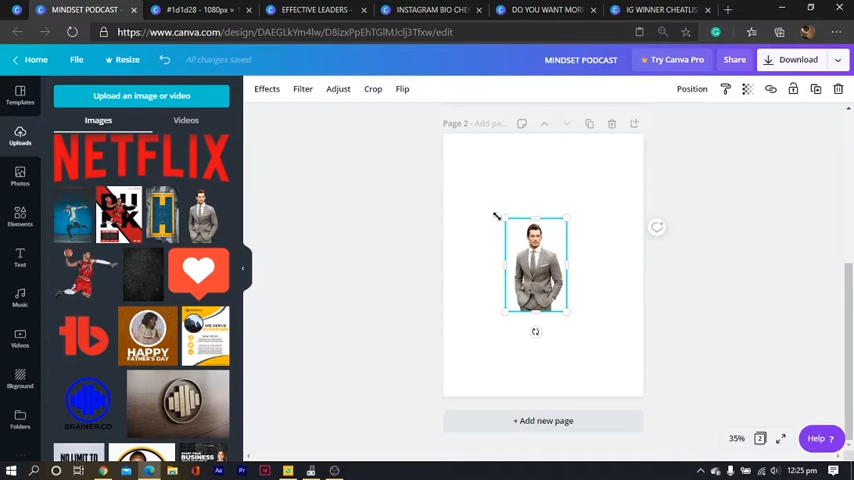 MINDSET PODCAST -
#1d1d28 - 1080px × 1
EFFECTIVE LEADERS -
INSTAGRAM BIO CHE
DO YOU WANT MOR
IG WINNER CHEATLIS
https://www.canva.com/design/DAEGLkYm4lw/D8izxPpEhTGlMJclj3Tfxw/edit
Home
File
Resize
All changes saved
MINDSET PODCAST
Try Canva Pro
Share
Download
Templates
Uploads
Photos
Elements
Text
Music
Videos
Bkground
Folders
Upload an image or video
Images
Videos
NETFLIX
HAPPY
FATHER'S DAY
WE SERVE
BRAINER.CO
NO LIMIT TO
Effects
Filter
Adjust
Crop
Flip
Position
Page 2 - Add pa...
+ Add new page
35%
2
Help ?
12:25 pm